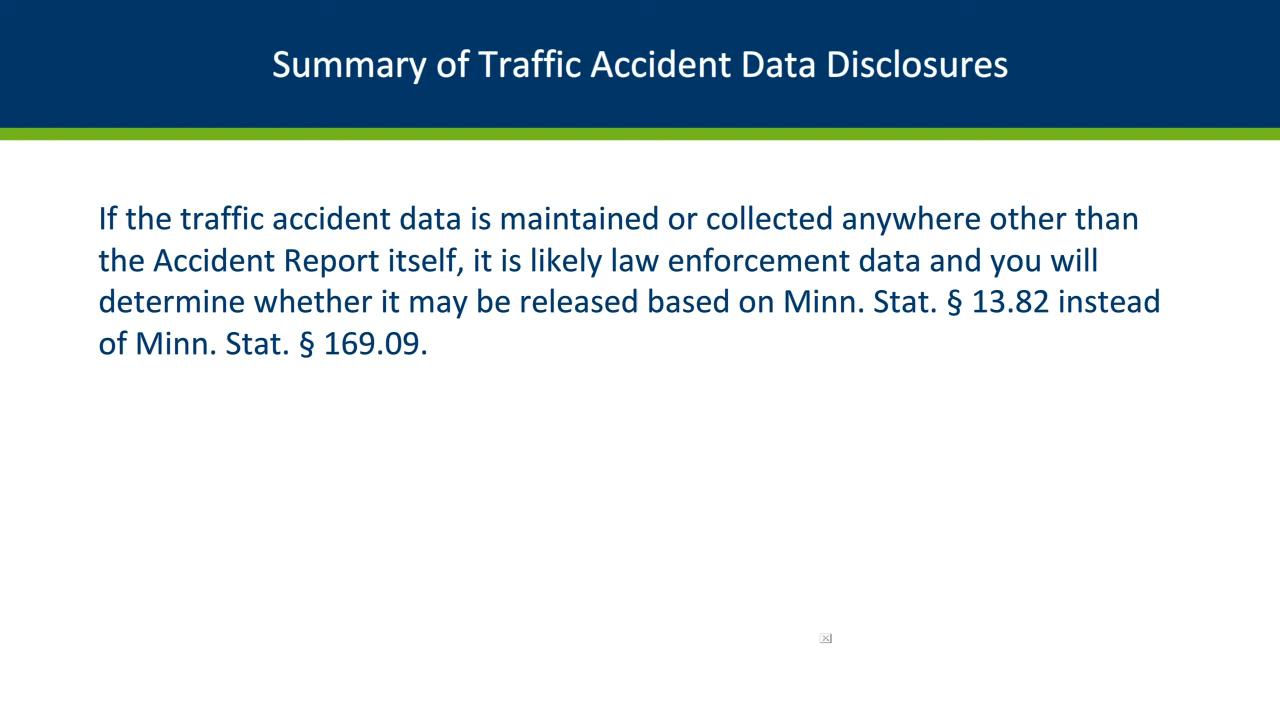 Summary of Traffic Accident Data Disclosures
If the traffic accident data is maintained or collected anywhere other than
the Accident Report itself, it is likely law enforcement data and you will
determine whether it may be released based on Minn. Stat. § 13.82 instead
of Minn. Stat. § 169.09.